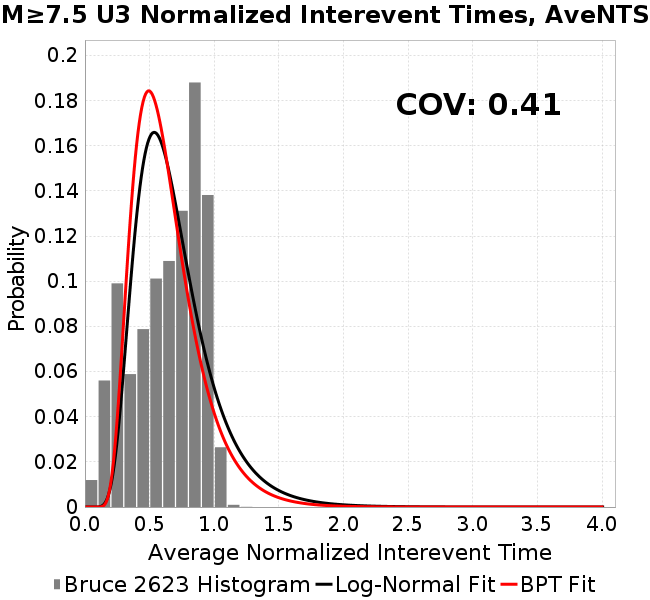 M≥7.5 U3 Normalized Interevent Times, AveNTS
COV: 0.41
Probability
0.2
0.18
0.16
0.14
0.12
0.1
0.08
0.06
0.04
0.02
0
0.0 0.5 1.0 1.5 2.0 2.5 3.0 3.5 4.0
Average Normalized Interevent Time
Bruce 2623 Histogram Log-Normal Fit BPT Fit